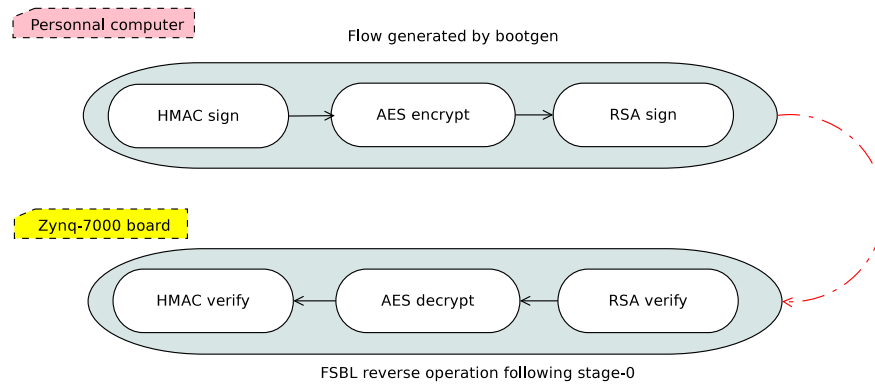 Personnal computer
Flow generated by bootgen
HMAC sign
AES encrypt
RSA sign
Zynq-7000 board
HMAC verify
AES decrypt
RSA verify
FSBL reverse operation following stage-0